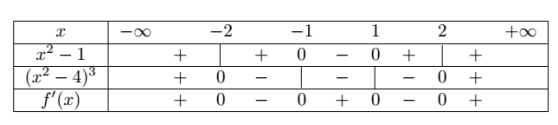 x −∞ −2 −1 1 2 +∞
x² − 1 + | + 0 − 0 + | +
(x² − 4)³ + 0 − | − | − 0 +
f′(x) + 0 − 0 + 0 − 0 +